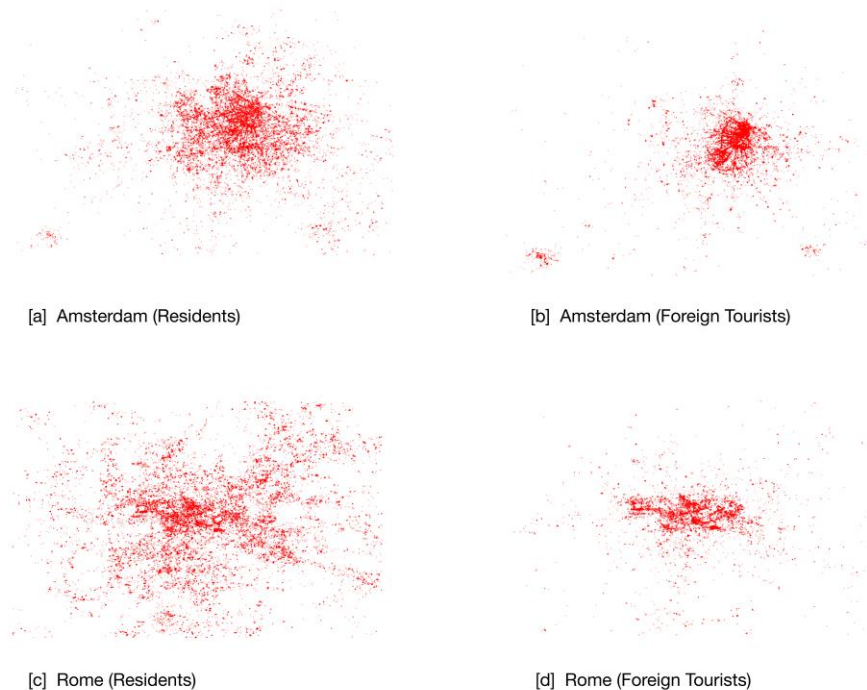 [a] Amsterdam (Residents)
[b] Amsterdam (Foreign Tourists)
[c] Rome (Residents)
[d] Rome (Foreign Tourists)